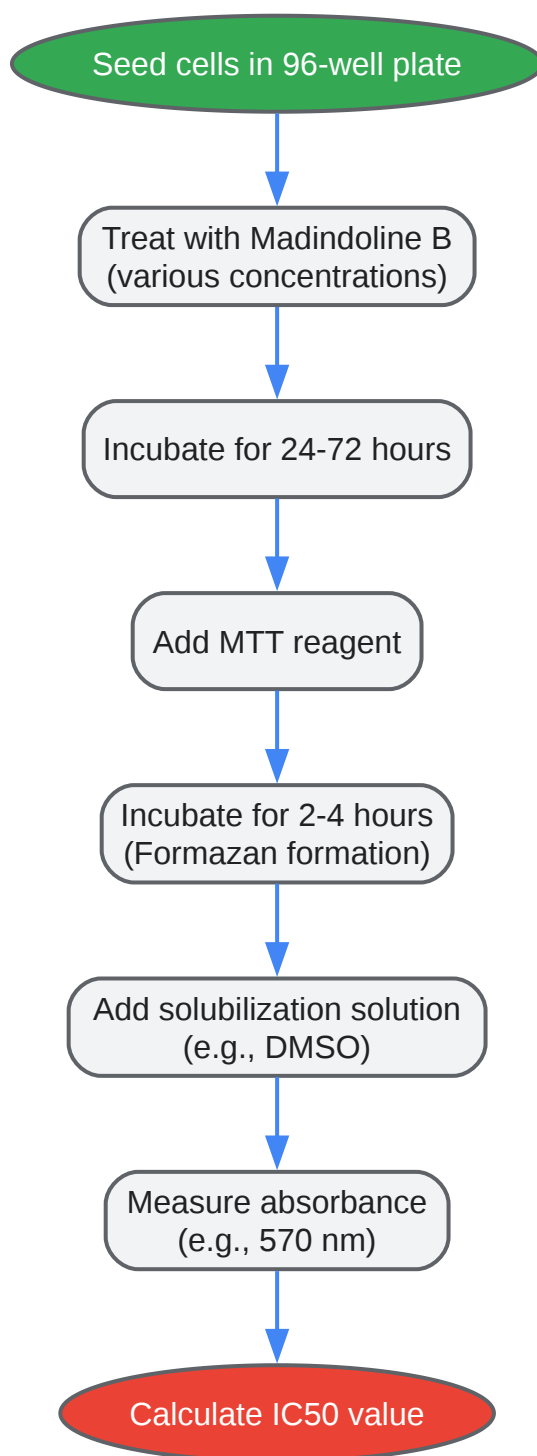 Seed cells in 96-well plate
Treat with Madindoline B
(various concentrations)
Incubate for 24-72 hours
Add MTT reagent
Incubate for 2-4 hours
(Formazan formation)
Add solubilization solution
(e.g., DMSO)
Measure absorbance
(e.g., 570 nm)
Calculate IC50 value